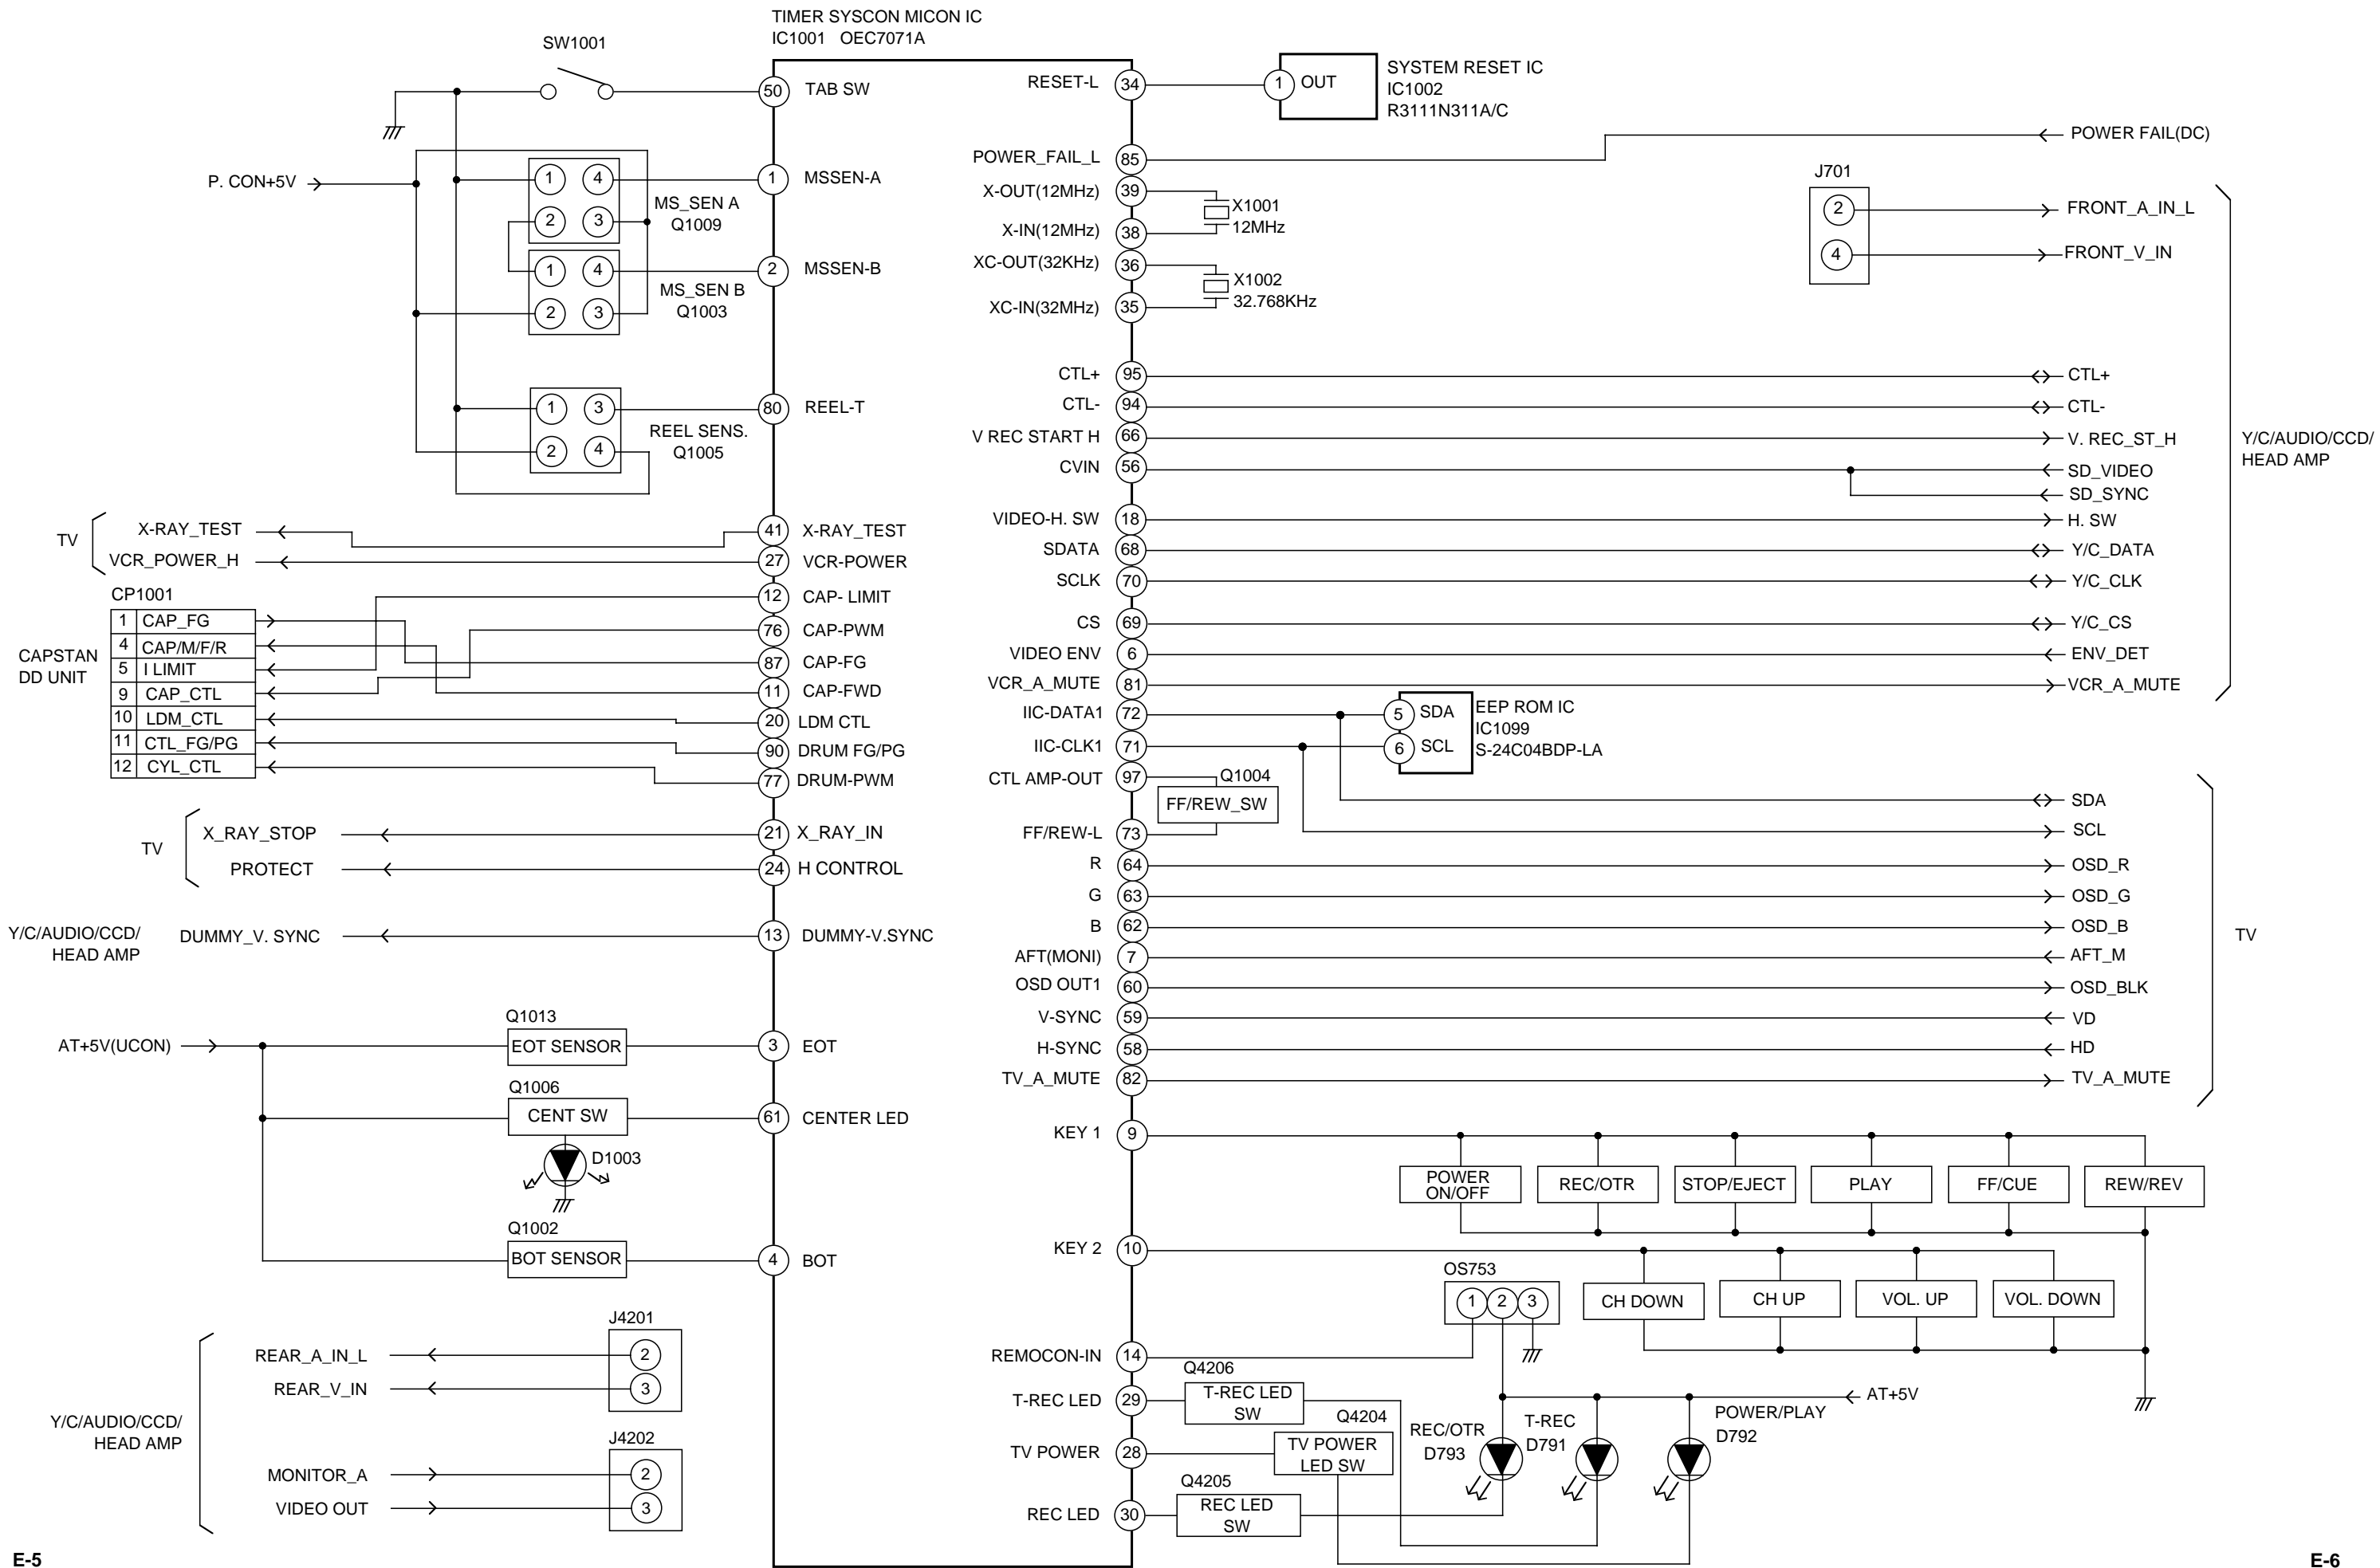 TIMER SYSCON MICON IC
IC1001 OEC7071A
SW1001
50 TAB SW
P. CON+5V
1 4
2 3
MS_SEN A
Q1009
1 MSSEN-A
1 4
2 3
MS_SEN B
Q1003
2 MSSEN-B
1 3
2 4
REEL SENS.
Q1005
80 REEL-T
TV
X-RAY_TEST
41 X-RAY_TEST
VCR_POWER_H
27 VCR-POWER
CP1001
CAPSTAN
DD UNIT
1 CAP_FG
4 CAP/M/F/R
5 I LIMIT
9 CAP_CTL
10 LDM_CTL
11 CTL_FG/PG
12 CYL_CTL
12 CAP- LIMIT
76 CAP-PWM
87 CAP-FG
11 CAP-FWD
20 LDM CTL
90 DRUM FG/PG
77 DRUM-PWM
TV
X_RAY_STOP
21 X_RAY_IN
PROTECT
24 H CONTROL
Y/C/AUDIO/CCD/
HEAD AMP
DUMMY_V. SYNC
13 DUMMY-V.SYNC
AT+5V(UCON)
Q1013
EOT SENSOR
3 EOT
Q1006
CENT SW
61 CENTER LED
D1003
Q1002
BOT SENSOR
4 BOT
Y/C/AUDIO/CCD/
HEAD AMP
J4201
REAR_A_IN_L
2
REAR_V_IN
3
J4202
MONITOR_A
2
VIDEO OUT
3
RESET-L 34
1 OUT
SYSTEM RESET IC
IC1002
R3111N311A/C
POWER_FAIL_L 85
POWER FAIL(DC)
X-OUT(12MHz) 39
X-IN(12MHz) 38
X1001
12MHz
XC-OUT(32KHz) 36
XC-IN(32MHz) 35
X1002
32.768KHz
J701
2
FRONT_A_IN_L
4
FRONT_V_IN
CTL+ 95
CTL+
CTL- 94
CTL-
V REC START H 66
V. REC_ST_H
CVIN 56
SD_VIDEO
SD_SYNC
VIDEO-H. SW 18
H. SW
SDATA 68
Y/C_DATA
SCLK 70
Y/C_CLK
CS 69
Y/C_CS
VIDEO ENV 6
ENV_DET
VCR_A_MUTE 81
VCR_A_MUTE
Y/C/AUDIO/CCD/
HEAD AMP
IIC-DATA1 72
5 SDA
IIC-CLK1 71
6 SCL
EEP ROM IC
IC1099
S-24C04BDP-LA
CTL AMP-OUT 97
Q1004
FF/REW_SW
FF/REW-L 73
SDA
SCL
R 64
OSD_R
G 63
OSD_G
B 62
OSD_B
AFT(MONI) 7
AFT_M
OSD OUT1 60
OSD_BLK
V-SYNC 59
VD
H-SYNC 58
HD
TV_A_MUTE 82
TV_A_MUTE
TV
KEY 1 9
POWER
ON/OFF
REC/OTR
STOP/EJECT
PLAY
FF/CUE
REW/REV
KEY 2 10
CH DOWN
CH UP
VOL. UP
VOL. DOWN
OS753
1 2 3
REMOCON-IN 14
T-REC LED 29
Q4206
T-REC LED
SW
TV POWER 28
Q4204
TV POWER
LED SW
REC LED 30
Q4205
REC LED
SW
AT+5V
REC/OTR
D793
T-REC
D791
POWER/PLAY
D792
E-5
E-6